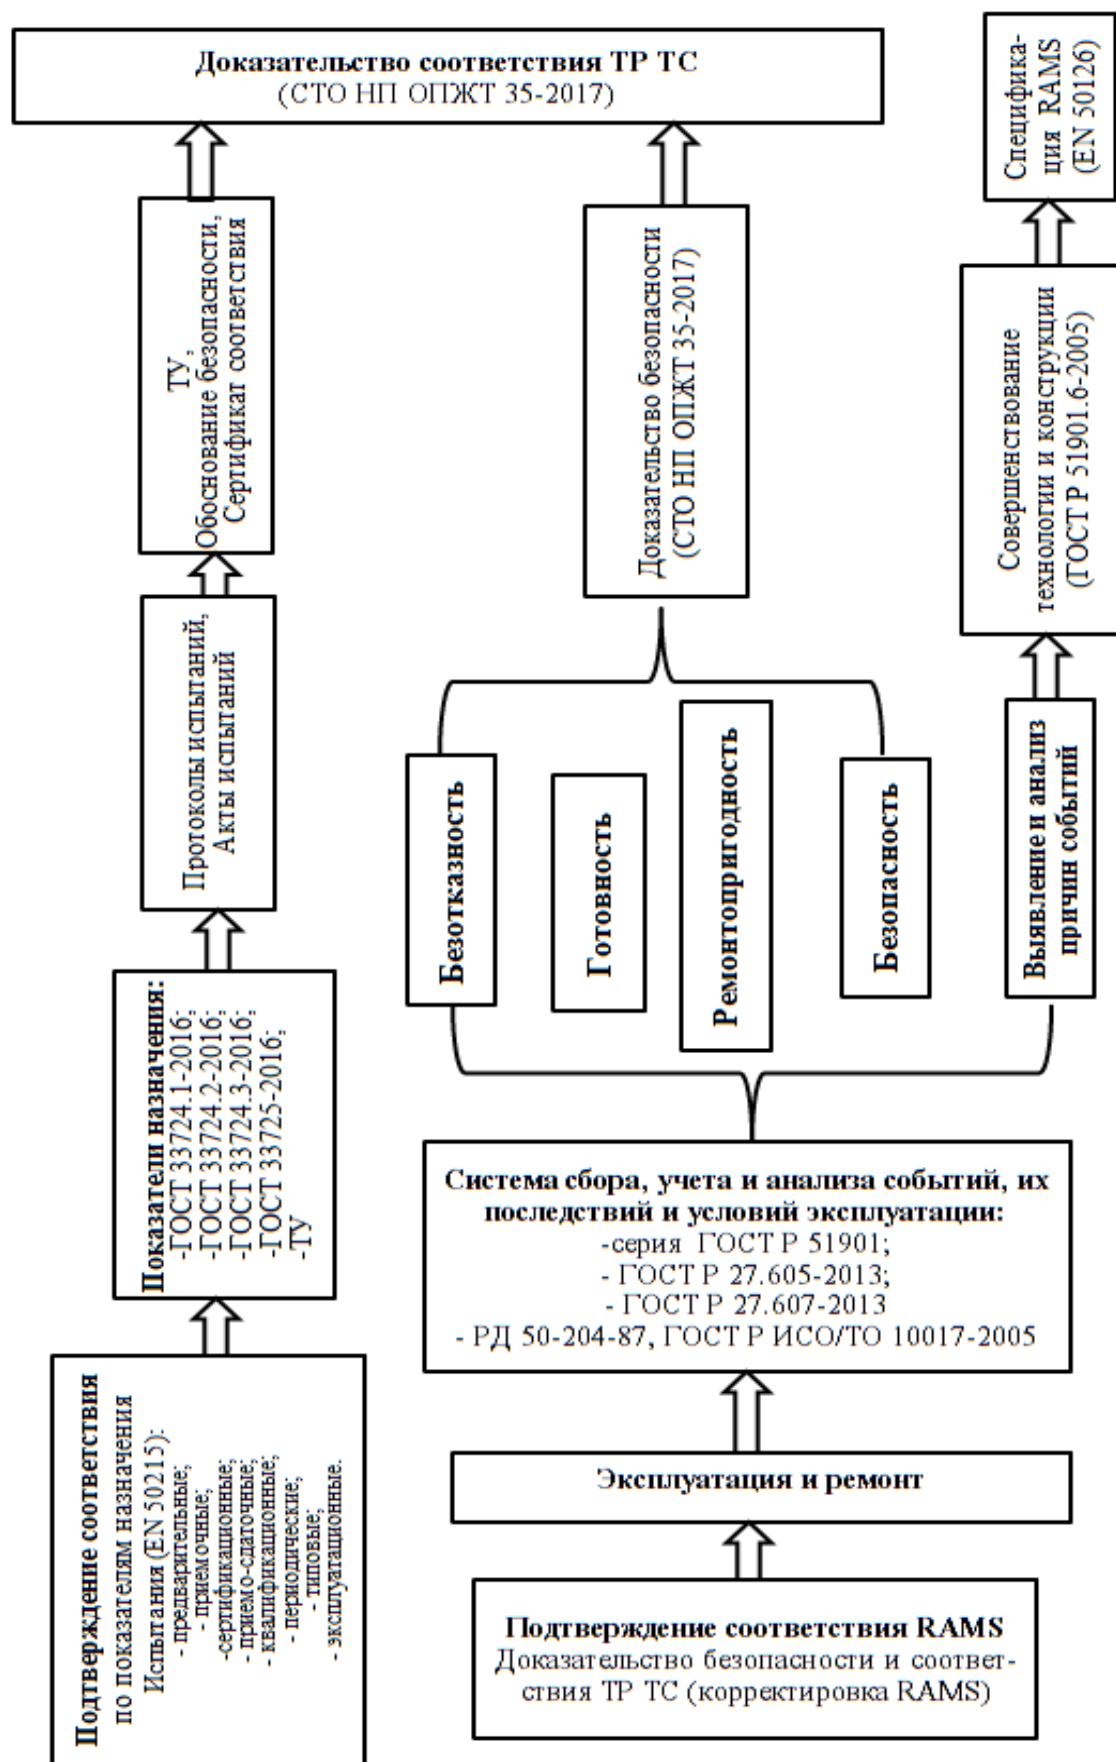 Доказательство соответствия ТР ТС
(СТО НП ОПЖТ 35-2017)
Специфика-
ция RAMS
(EN 50126)
ТУ,
Обоснование безопасности,
Сертификат соответствия
Доказательство безопасности
(СТО НП ОПЖТ 35-2017)
Совершенствование
технологии и конструкции
(ГОСТ Р 51901.6-2005)
Протоколы испытаний,
Акты испытаний
Безотказность
Готовность
Ремонтопригодность
Безопасность
Выявление и анализ
причин событий
Показатели назначения:
-ГОСТ 33724.1-2016;
-ГОСТ 33724.2-2016;
-ГОСТ 33724.3-2016;
-ГОСТ 33725-2016;
-ТУ
Система сбора, учета и анализа событий, их
последствий и условий эксплуатации:
-серия ГОСТ Р 51901;
- ГОСТ Р 27.605-2013;
- ГОСТ Р 27.607-2013
- РД 50-204-87, ГОСТ Р ИСО/ТО 10017-2005
Подтверждение соответствия
по показателям назначения
Испытания (EN 50215):
- предварительные;
- приемочные;
-сертификационные;
- приемо-сдаточные;
- квалификационные;
- периодические;
- типовые;
- эксплуатационные.
Эксплуатация и ремонт
Подтверждение соответствия RAMS
Доказательство безопасности и соответ-
ствия ТР ТС (корректировка RAMS)